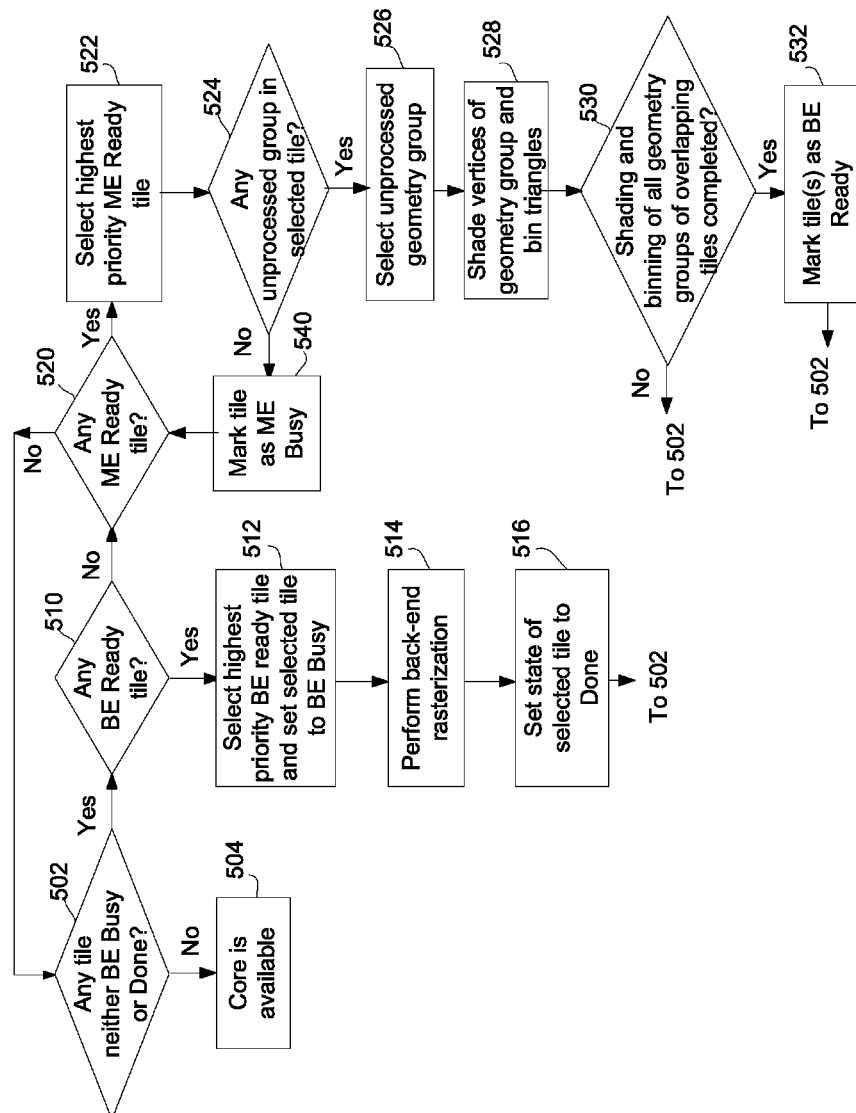 502
Any tile
neither BE Busy
or Done?
Yes
No
504
Core is
available
510
Any
BE Ready
tile?
No
Yes
512
Select highest
priority BE ready tile
and set selected tile
to BE Busy
514
Perform back-end
rasterization
516
Set state of
selected tile to
Done
To 502
520
Any
ME Ready
tile?
No
Yes
522
Select highest
priority ME Ready
tile
524
Any
unprocessed group in
selected tile?
No
Yes
540
Mark tile
as ME
Busy
526
Select unprocessed
geometry group
528
Shade vertices of
geometry group and
bin triangles
530
Shading and
binning of all geometry
groups of overlapping
tiles completed?
No
To 502
Yes
532
Mark tile(s) as BE
Ready
To 502